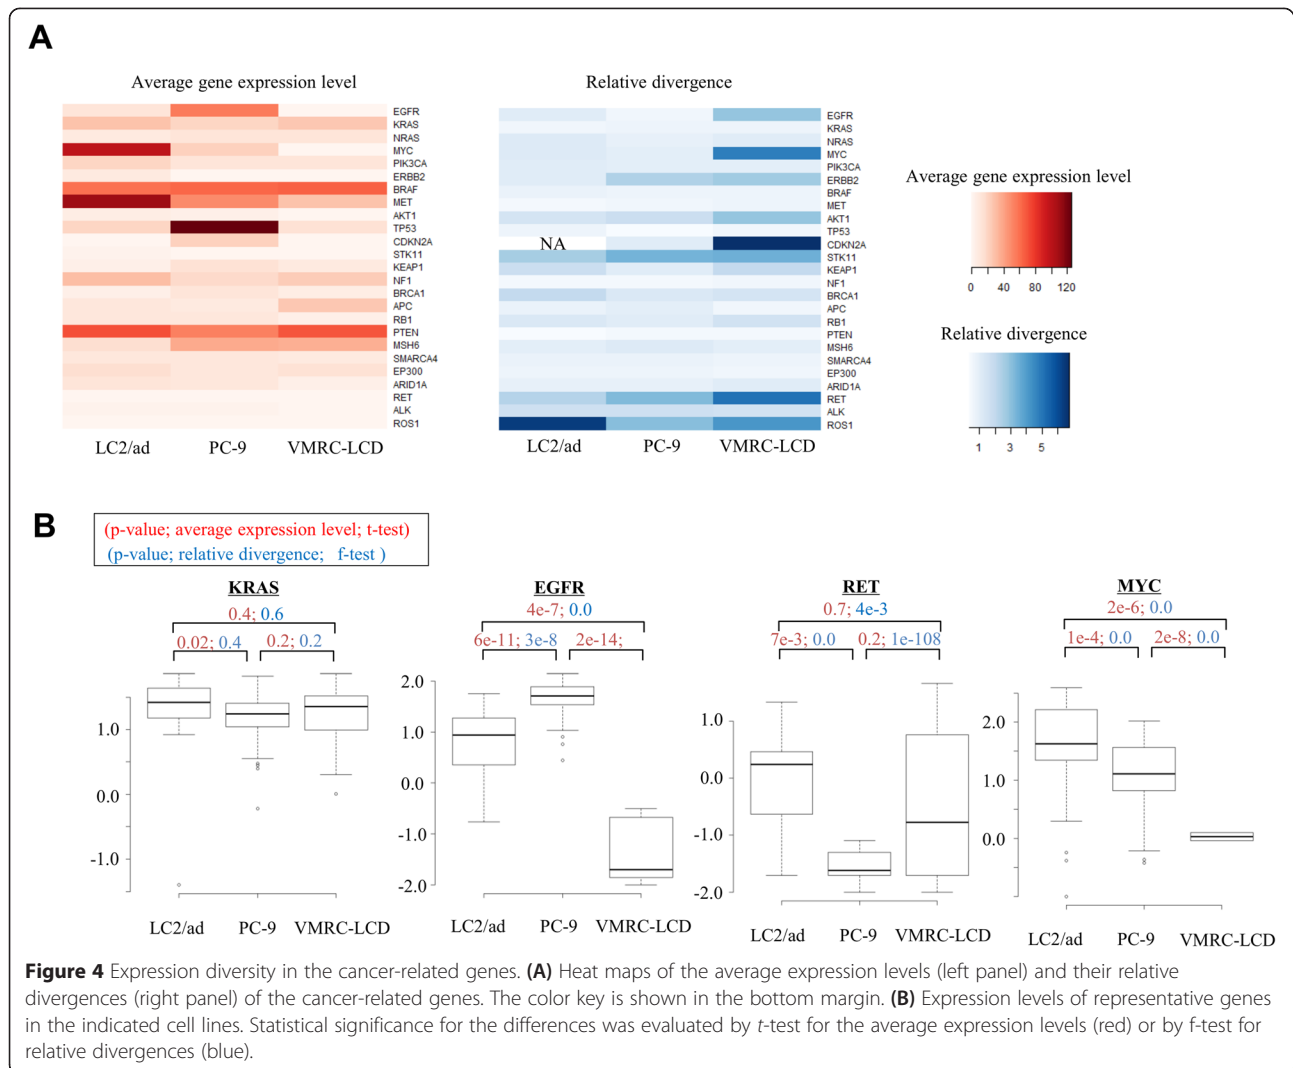 A
Average gene expression level
EGFR
KRAS
NRAS
MYC
PIK3CA
ERBB2
BRAF
MET
AKT1
TP53
CDKN2A
STK11
KEAP1
NF1
BRCA1
APC
RB1
PTEN
MSH6
SMARCA4
EP300
ARID1A
RET
ALK
ROS1
LC2/ad PC-9 VMRC-LCD
Relative divergence
NA
EGFR
KRAS
NRAS
MYC
PIK3CA
ERBB2
BRAF
MET
AKT1
TP53
CDKN2A
STK11
KEAP1
NF1
BRCA1
APC
RB1
PTEN
MSH6
SMARCA4
EP300
ARID1A
RET
ALK
ROS1
LC2/ad PC-9 VMRC-LCD
Average gene expression level
0 40 80 120
Relative divergence
1 3 5
B
(p-value; average expression level; t-test)
(p-value; relative divergence; f-test )
KRAS
0.4; 0.6
0.02; 0.4 0.2; 0.2
1.0
0.0
-1.0
LC2/ad PC-9 VMRC-LCD
EGFR
4e-7; 0.0
6e-11; 3e-8 2e-14;
2.0
1.0
0.0
-1.0
-2.0
LC2/ad PC-9 VMRC-LCD
RET
0.7; 4e-3
7e-3; 0.0 0.2; 1e-108
1.0
0.0
-1.0
-2.0
LC2/ad PC-9 VMRC-LCD
MYC
2e-6; 0.0
1e-4; 0.0 2e-8; 0.0
2.0
1.0
0.0
LC2/ad PC-9 VMRC-LCD
Figure 4 Expression diversity in the cancer-related genes. (A) Heat maps of the average expression levels (left panel) and their relative
divergences (right panel) of the cancer-related genes. The color key is shown in the bottom margin. (B) Expression levels of representative genes
in the indicated cell lines. Statistical significance for the differences was evaluated by t-test for the average expression levels (red) or by f-test for
relative divergences (blue).